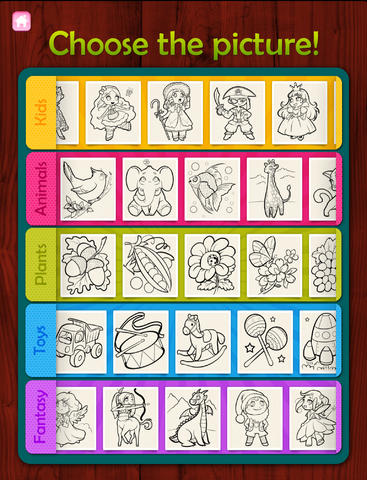 Choose the picture!
Kids
Animals
Plants
Toys
Fantasy